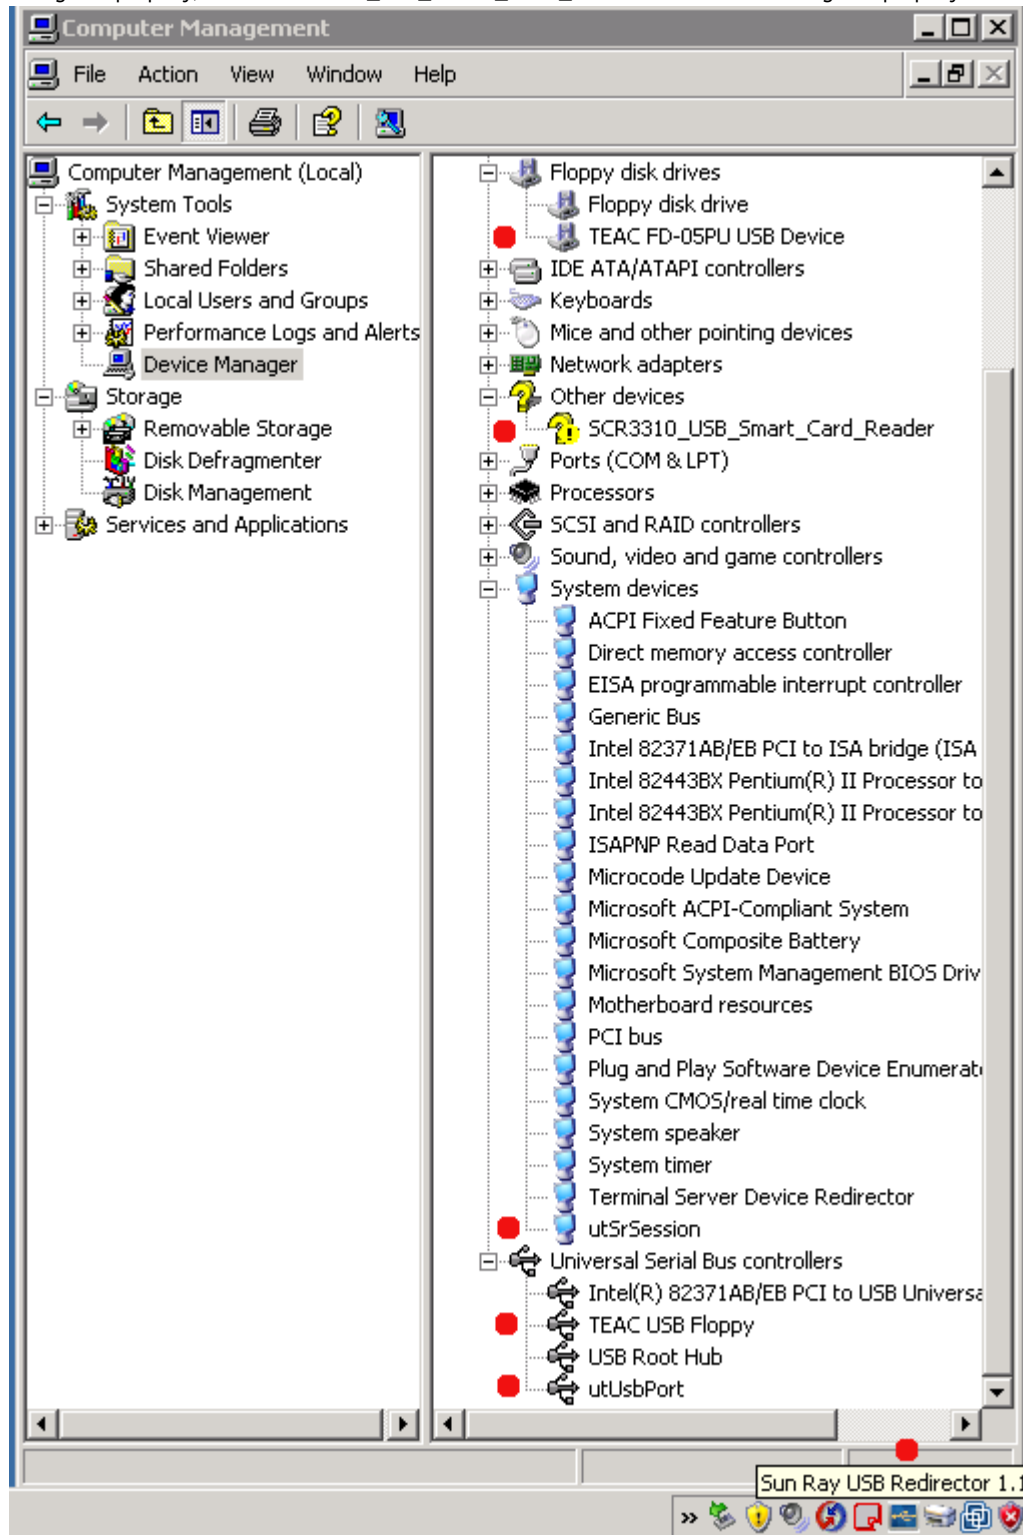 Computer Management
File Action View Window Help
Computer Management (Local)
System Tools
Event Viewer
Shared Folders
Local Users and Groups
Performance Logs and Alerts
Device Manager
Storage
Removable Storage
Disk Defragmenter
Disk Management
Services and Applications
Floppy disk drives
Floppy disk drive
TEAC FD-05PU USB Device
IDE ATA/ATAPI controllers
Keyboards
Mice and other pointing devices
Network adapters
Other devices
SCR3310_USB_Smart_Card_Reader
Ports (COM & LPT)
Processors
SCSI and RAID controllers
Sound, video and game controllers
System devices
ACPI Fixed Feature Button
Direct memory access controller
EISA programmable interrupt controller
Generic Bus
Intel 82371AB/EB PCI to ISA bridge (ISA
Intel 82443BX Pentium(R) II Processor to
Intel 82443BX Pentium(R) II Processor to
ISAPNP Read Data Port
Microcode Update Device
Microsoft ACPI-Compliant System
Microsoft Composite Battery
Microsoft System Management BIOS Driv
Motherboard resources
PCI bus
Plug and Play Software Device Enumerat
System CMOS/real time clock
System speaker
System timer
Terminal Server Device Redirector
utSrSession
Universal Serial Bus controllers
Intel(R) 82371AB/EB PCI to USB Universa
TEAC USB Floppy
USB Root Hub
utUsbPort
Sun Ray USB Redirector 1.1